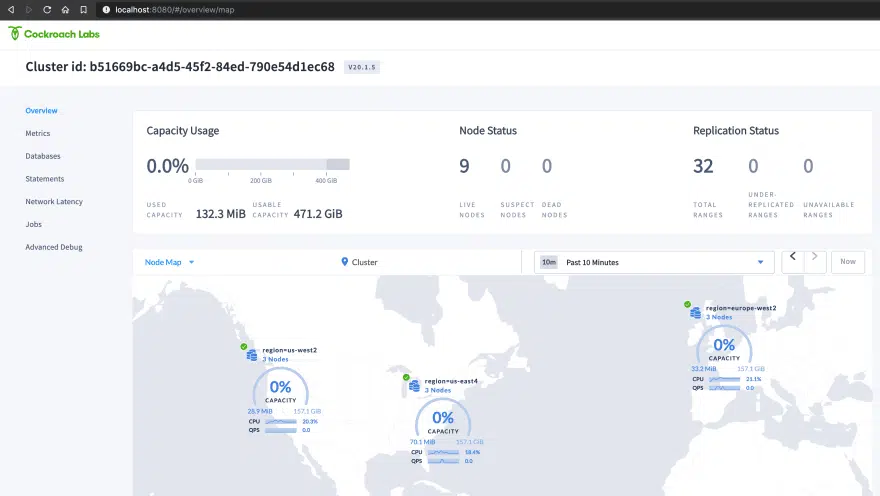 localhost:8080/#/overview/map
Cockroach Labs
Cluster id: b51669bc-a4d5-45f2-84ed-790e54d1ec68 V20.1.5
Overview
Metrics
Databases
Statements
Network Latency
Jobs
Advanced Debug
Capacity Usage
0.0%
0 GiB 200 GiB 400 GiB
USED CAPACITY 132.3 MiB USABLE CAPACITY 471.2 GiB
Node Status
9 0 0
LIVE NODES SUSPECT NODES DEAD NODES
Replication Status
32 0 0
TOTAL RANGES UNDER-REPLICATED RANGES UNAVAILABLE RANGES
Node Map Cluster 10m Past 10 Minutes Now
region=us-west2
3 Nodes
0%
CAPACITY
28.9 MiB 157.1 GiB
CPU 20.3%
QPS 0.0
region=us-east4
3 Nodes
0%
CAPACITY
70.1 MiB 157.1 GiB
CPU 18.4%
QPS 0.0
region=europe-west2
3 Nodes
0%
CAPACITY
33.2 MiB 157.1 GiB
CPU 21.1%
QPS 0.0